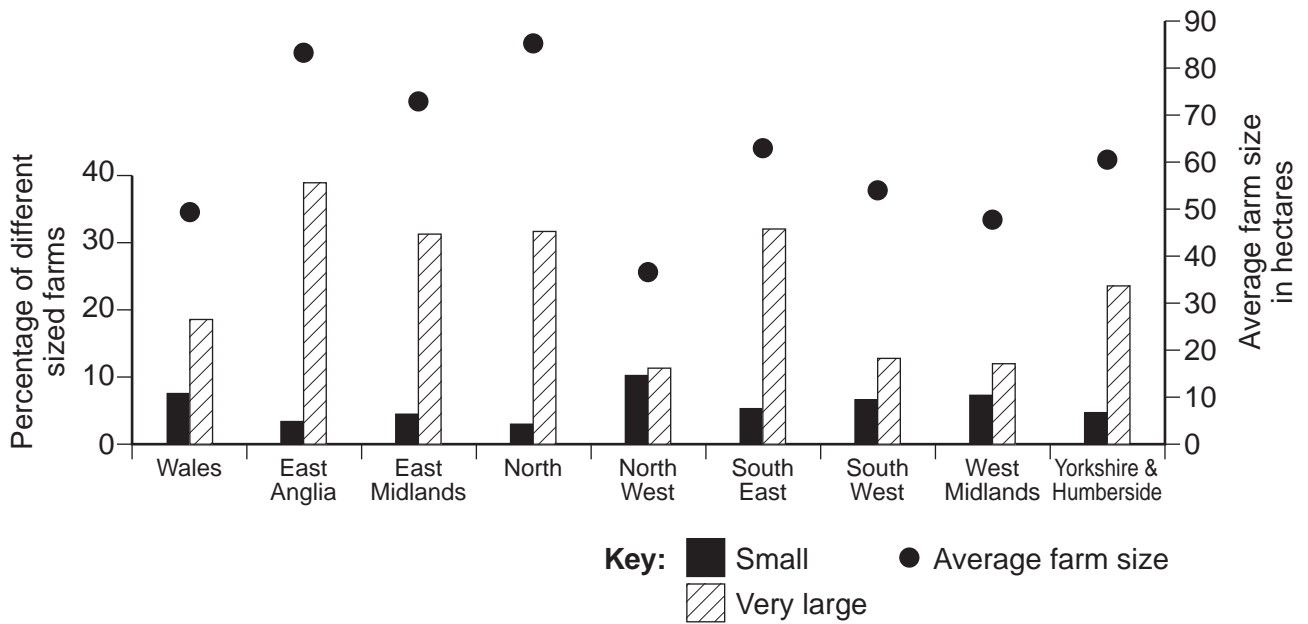 Percentage of different
sized farms
40
30
20
10
0
90
80
70
60
50
40
30
20
10
0
Average farm size
in hectares
Wales
East
Anglia
East
Midlands
North
North
West
South
East
South
West
West
Midlands
Yorkshire &
Humberside
Key:
Small
Average farm size
Very large